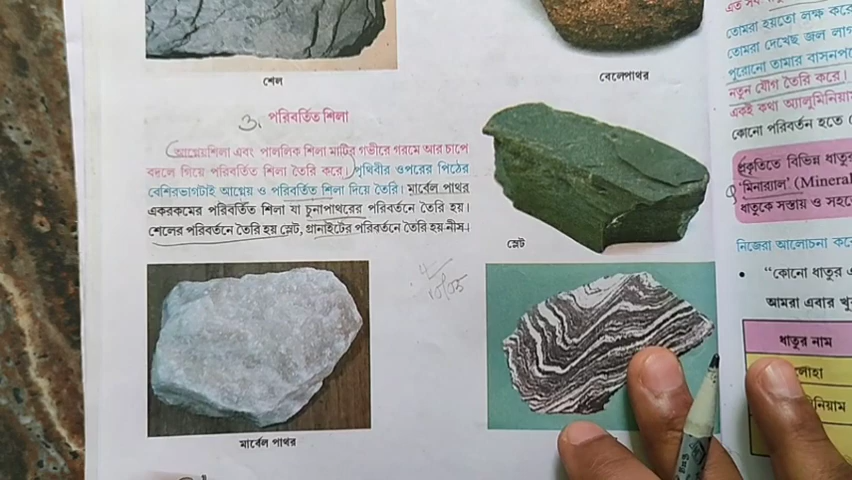 শেল
বেলেপাথর
৩. পরিবর্তিত শিলা
আগ্নেয়শিলা এবং পাললিক শিলা মাটির গভীরে গরমে আর চাপে
বদলে গিয়ে পরিবর্তিত শিলা তৈরি করে। পৃথিবীর ওপরের পিঠের
বেশিরভাগটাই আগ্নেয় ও পরিবর্তিত শিলা দিয়ে তৈরি। মার্বেল পাথর
একরকমের পরিবর্তিত শিলা যা চুনাপাথরের পরিবর্তনে তৈরি হয়।
শেলের পরিবর্তনে তৈরি হয় স্লেট, গ্রানাইটের পরিবর্তনে তৈরি হয় নীস।
স্লেট
মার্বেল পাথর
তোমরা হয়তো লক্ষ করে
তোমরা দেখেছ জল লাগ
পুরোনো তামার বাসনপ
নতুন যৌগ তৈরি করে।
একই কথা অ্যালুমিনিয়া
কোনো পরিবর্তন হতে
প্রকৃতিতে বিভিন্ন ধাতুর
'মিনার‍্যাল' (Mineral
ধাতুকে সস্তায় ও সহ
নিজেরা আলোচনা ক
• "কোনো ধাতুর
আমরা এবার
ধাতুর নাম
লোহা
মিনিয়াম